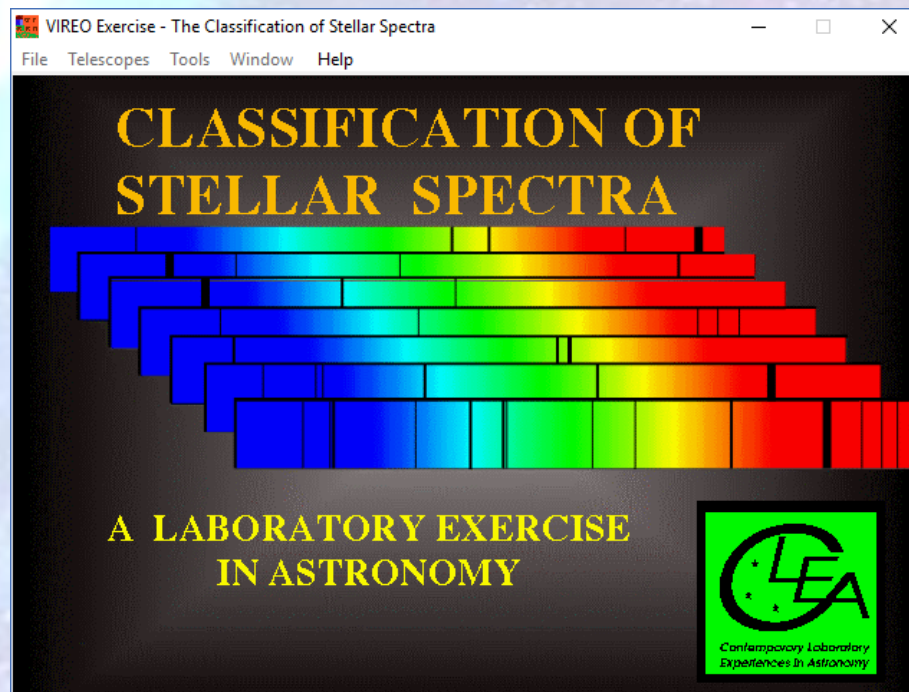 VIREO Exercise - The Classification of Stellar Spectra
File Telescopes Tools Window Help
CLASSIFICATION OF
STELLAR SPECTRA
A LABORATORY EXERCISE
IN ASTRONOMY
CLEA
Contemporary Laboratory
Experiences In Astronomy